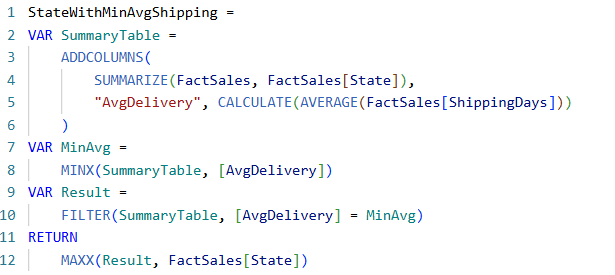 1 StateWithMinAvgShipping =
2 VAR SummaryTable =
3     ADDCOLUMNS(
4         SUMMARIZE(FactSales, FactSales[State]),
5         "AvgDelivery", CALCULATE(AVERAGE(FactSales[ShippingDays]))
6     )
7 VAR MinAvg =
8     MINX(SummaryTable, [AvgDelivery])
9 VAR Result =
10     FILTER(SummaryTable, [AvgDelivery] = MinAvg)
11 RETURN
12     MAXX(Result, FactSales[State])